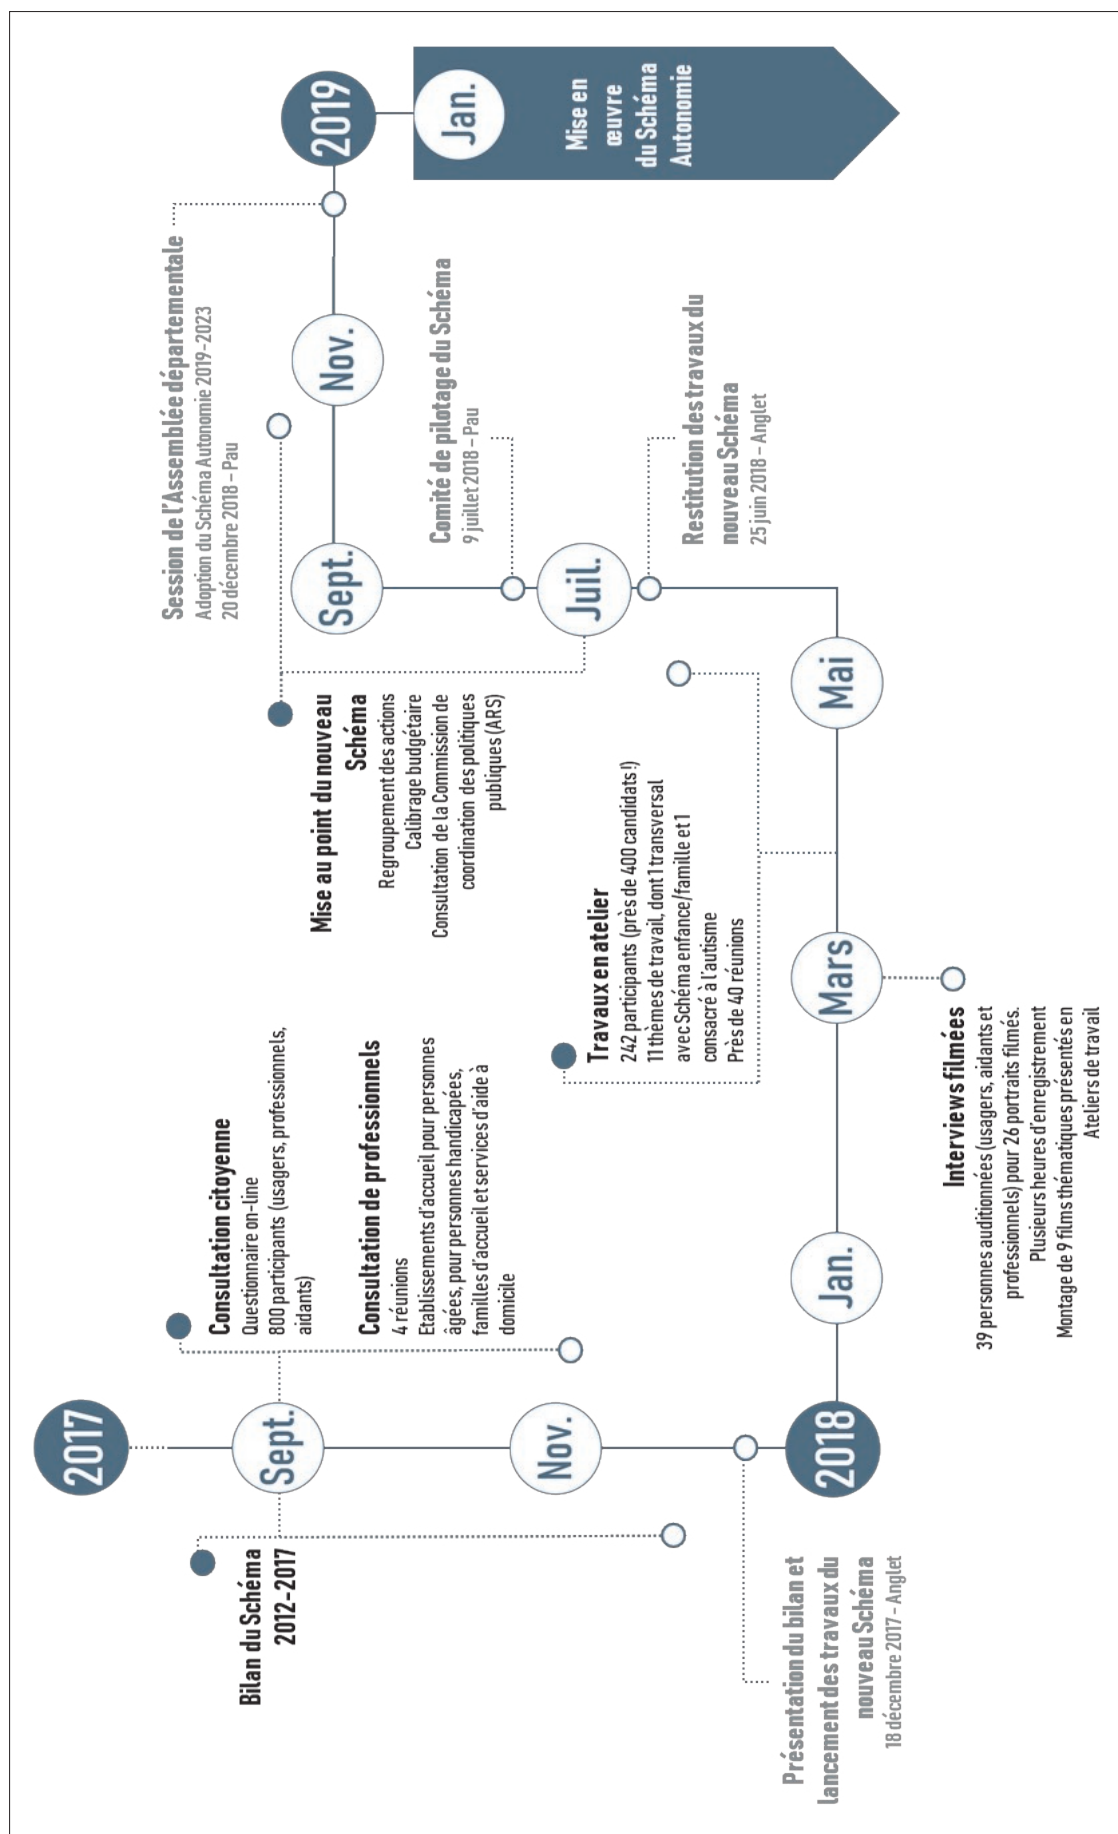 2017
Sept.
Bilan du Schéma
2012-2017
Consultation citoyenne
Questionnaire on-line
800 participants (usagers, professionnels,
aidants)
Consultation de professionnels
4 réunions
Etablissements d'accueil pour personnes
âgées, pour personnes handicapées,
familles d'accueil et services d'aide à
domicile
Nov.
Présentation du bilan et
lancement des travaux du
nouveau Schéma
18 décembre 2017 - Anglet
2018
Jan.
Mars
Interviews filmées
39 personnes auditionnées (usagers, aidants et
professionnels) pour 26 portraits filmés.
Plusieurs heures d'enregistrement
Montage de 9 films thématiques présentés en
Ateliers de travail
Travaux en atelier
242 participants (près de 400 candidats !)
11 thèmes de travail, dont 1 transversal
avec Schéma enfance/famille et 1
consacré à l'autisme
Près de 40 réunions
Mai
Restitution des travaux du
nouveau Schéma
25 juin 2018 – Anglet
Juil.
Comité de pilotage du Schéma
9 juillet 2018 – Pau
Mise au point du nouveau
Schéma
Regroupement des actions
Calibrage budgétaire
Consultation de la Commission de
coordination des politiques
publiques (ARS)
Sept.
Nov.
Session de l'Assemblée départementale
Adoption du Schéma Autonomie 2019-2023
20 décembre 2018 – Pau
2019
Jan.
Mise en
œuvre
du Schéma
Autonomie